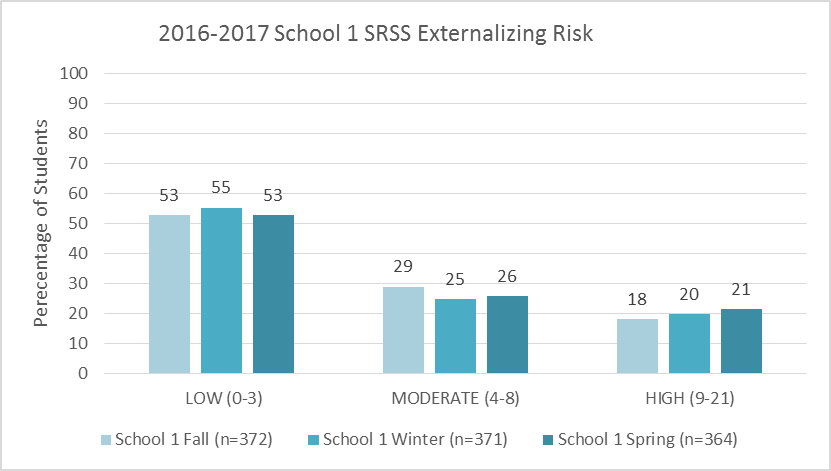 2016-2017 School 1 SRSS Externalizing Risk
Perecentage of Students
100
90
80
70
60
50
40
30
20
10
0
53
55
53
29
25
26
18
20
21
LOW (0-3)
MODERATE (4-8)
HIGH (9-21)
School 1 Fall (n=372)
School 1 Winter (n=371)
School 1 Spring (n=364)